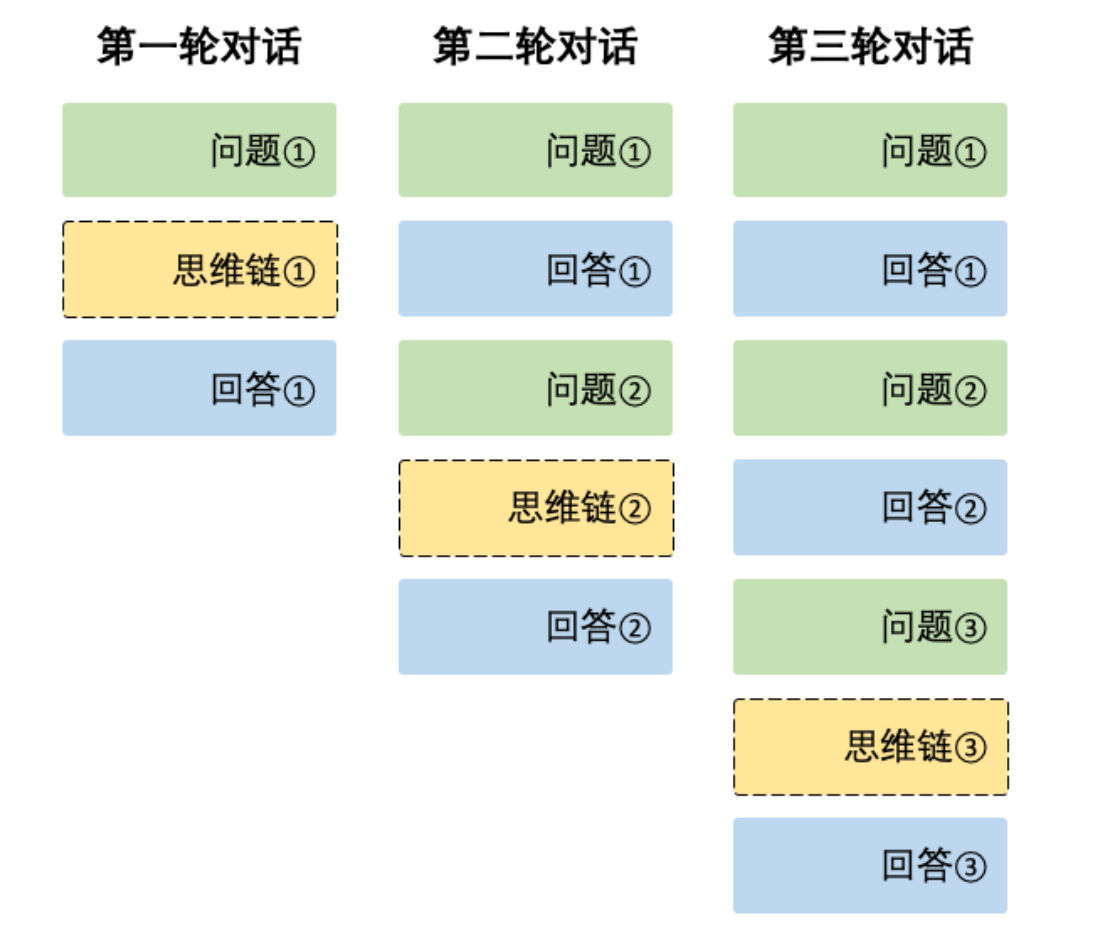 第一轮对话
问题①
思维链①
回答①
第二轮对话
问题①
回答①
问题②
思维链②
回答②
第三轮对话
问题①
回答①
问题②
回答②
问题③
思维链③
回答③